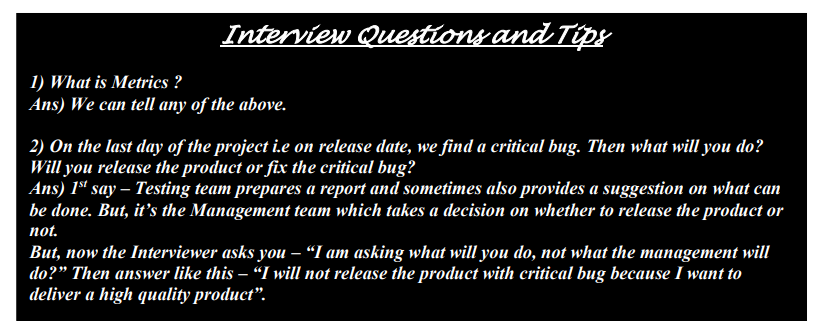 Interview Questions and Tips
1) What is Metrics ?
Ans) We can tell any of the above.
2) On the last day of the project i.e on release date, we find a critical bug. Then what will you do?
Will you release the product or fix the critical bug?
Ans) 1st say – Testing team prepares a report and sometimes also provides a suggestion on what can
be done. But, it's the Management team which takes a decision on whether to release the product or
not.
But, now the Interviewer asks you – “I am asking what will you do, not what the management will
do?” Then answer like this – “I will not release the product with critical bug because I want to
deliver a high quality product”.